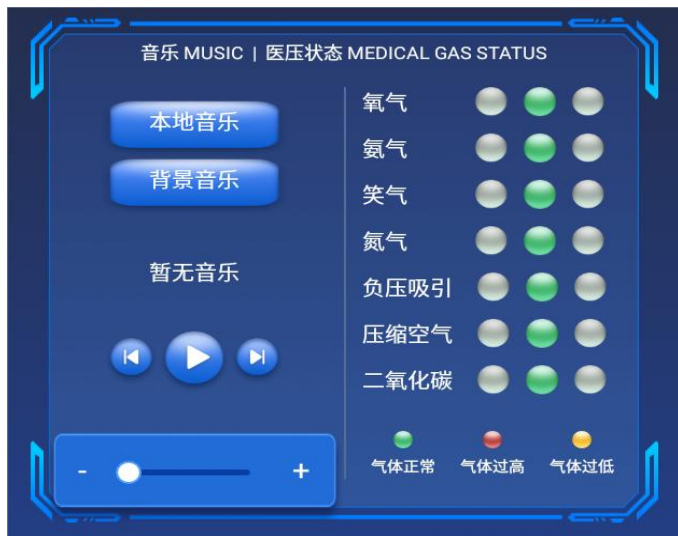 音乐 MUSIC | 医压状态 MEDICAL GAS STATUS
本地音乐
背景音乐
暂无音乐
- +
氧气
氨气
笑气
氮气
负压吸引
压缩空气
二氧化碳
气体正常 气体过高 气体过低